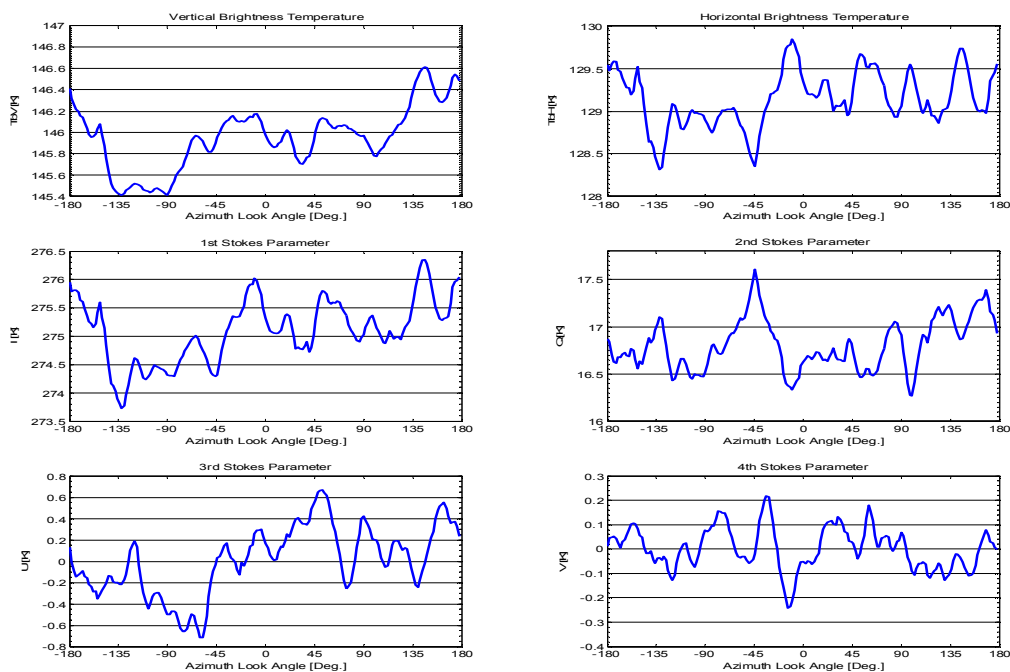 Vertical Brightness Temperature
147
146.8
146.6
146.4
146.2
146
145.8
145.6
145.4
TbV[K]
-180 -135 -90 -45 0 45 90 135 180
Azimuth Look Angle [Deg.]
Horizontal Brightness Temperature
130
129.5
129
128.5
128
TbH[K]
-180 -135 -90 -45 0 45 90 135 180
Azimuth Look Angle [Deg.]
1st Stokes Parameter
276.5
276
275.5
275
274.5
274
273.5
I [K]
-180 -135 -90 -45 0 45 90 135 180
Azimuth Look Angle [Deg.]
2nd Stokes Parameter
17.5
17
16.5
16
Q[K]
-180 -135 -90 -45 0 45 90 135 180
Azimuth Look Angle [Deg.]
3rd Stokes Parameter
0.8
0.6
0.4
0.2
0
-0.2
-0.4
-0.6
-0.8
U[K]
-180 -135 -90 -45 0 45 90 135 180
Azimuth Look Angle [Deg.]
4th Stokes Parameter
0.3
0.2
0.1
0
-0.1
-0.2
-0.3
-0.4
V[K]
-180 -135 -90 -45 0 45 90 135 180
Azimuth Look Angle [Deg.]